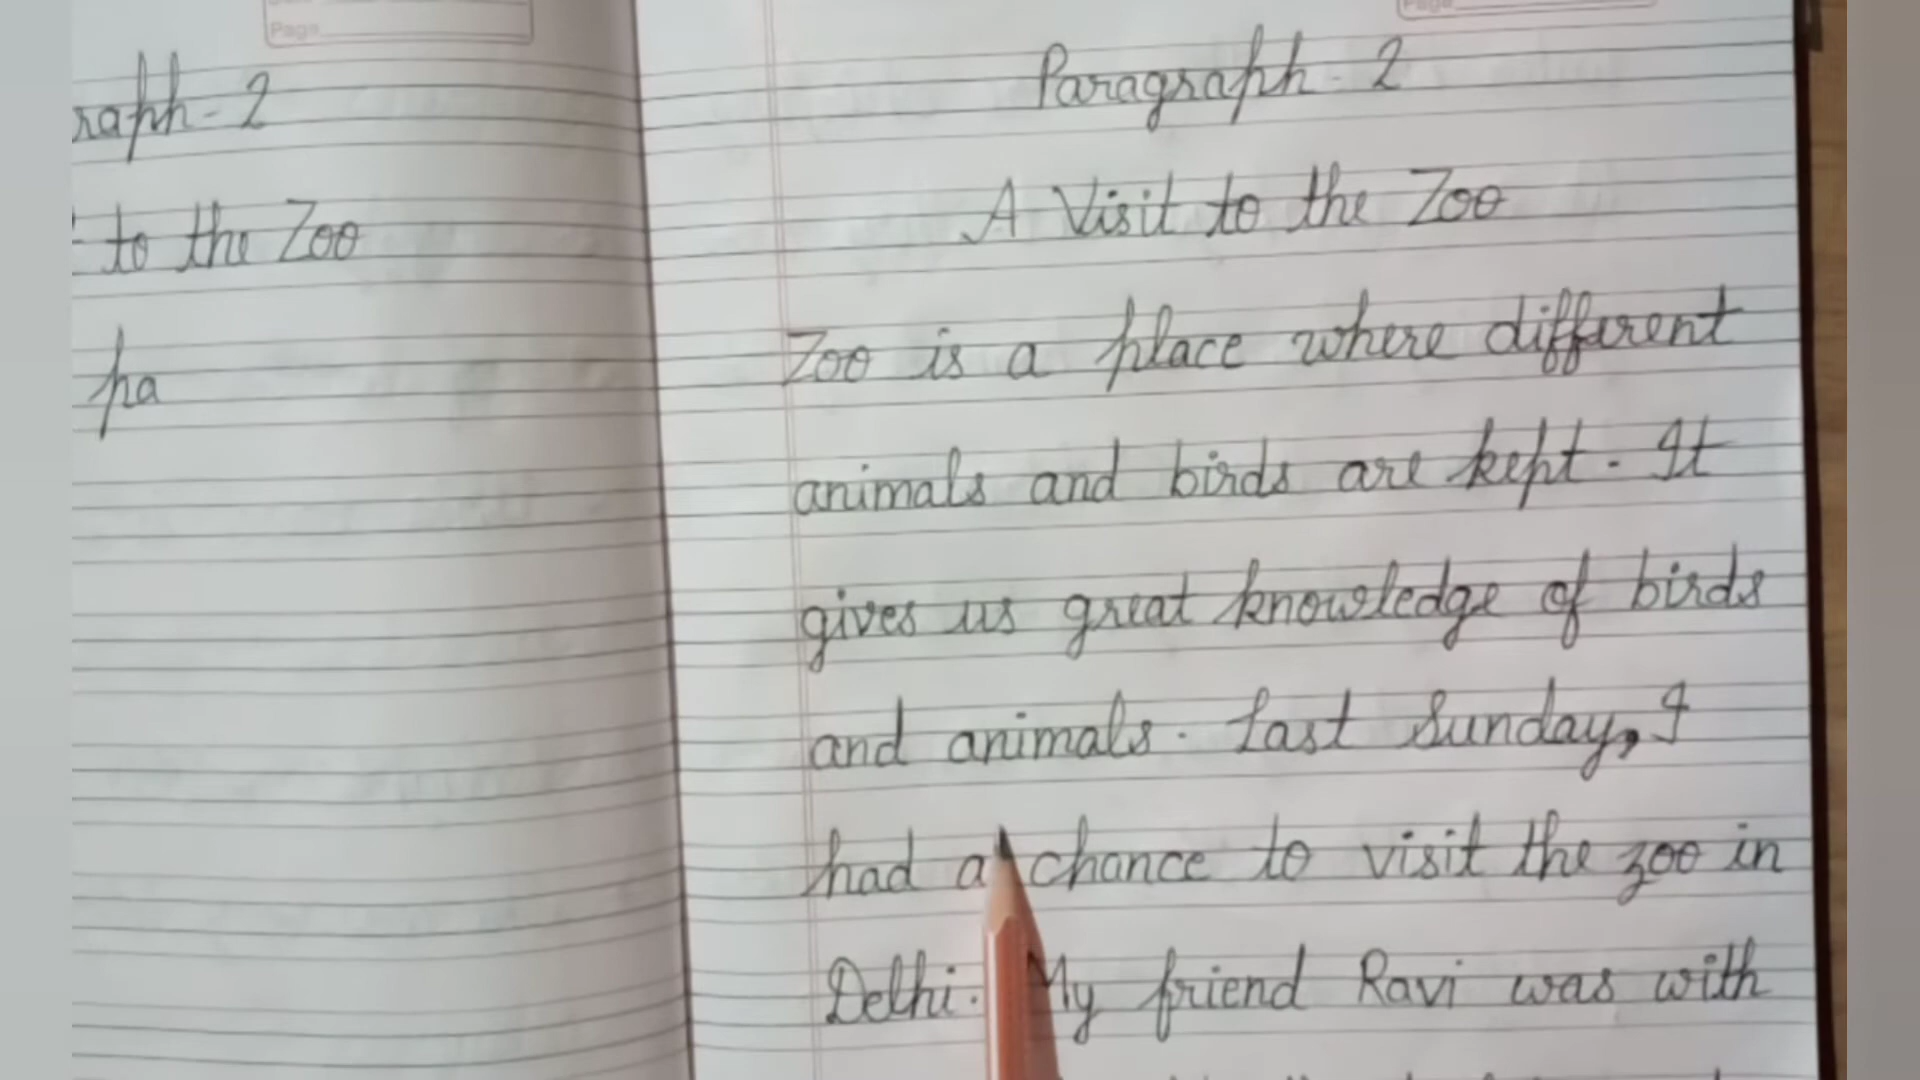 Page
raph - 2
to the Zoo
pa
Page
Paragraph - 2
A Visit to the Zoo
Zoo is a place where different
animals and birds are kept. It
gives us great knowledge of birds
and animals. Last Sunday, I
had a chance to visit the zoo in
Delhi. My friend Ravi was with